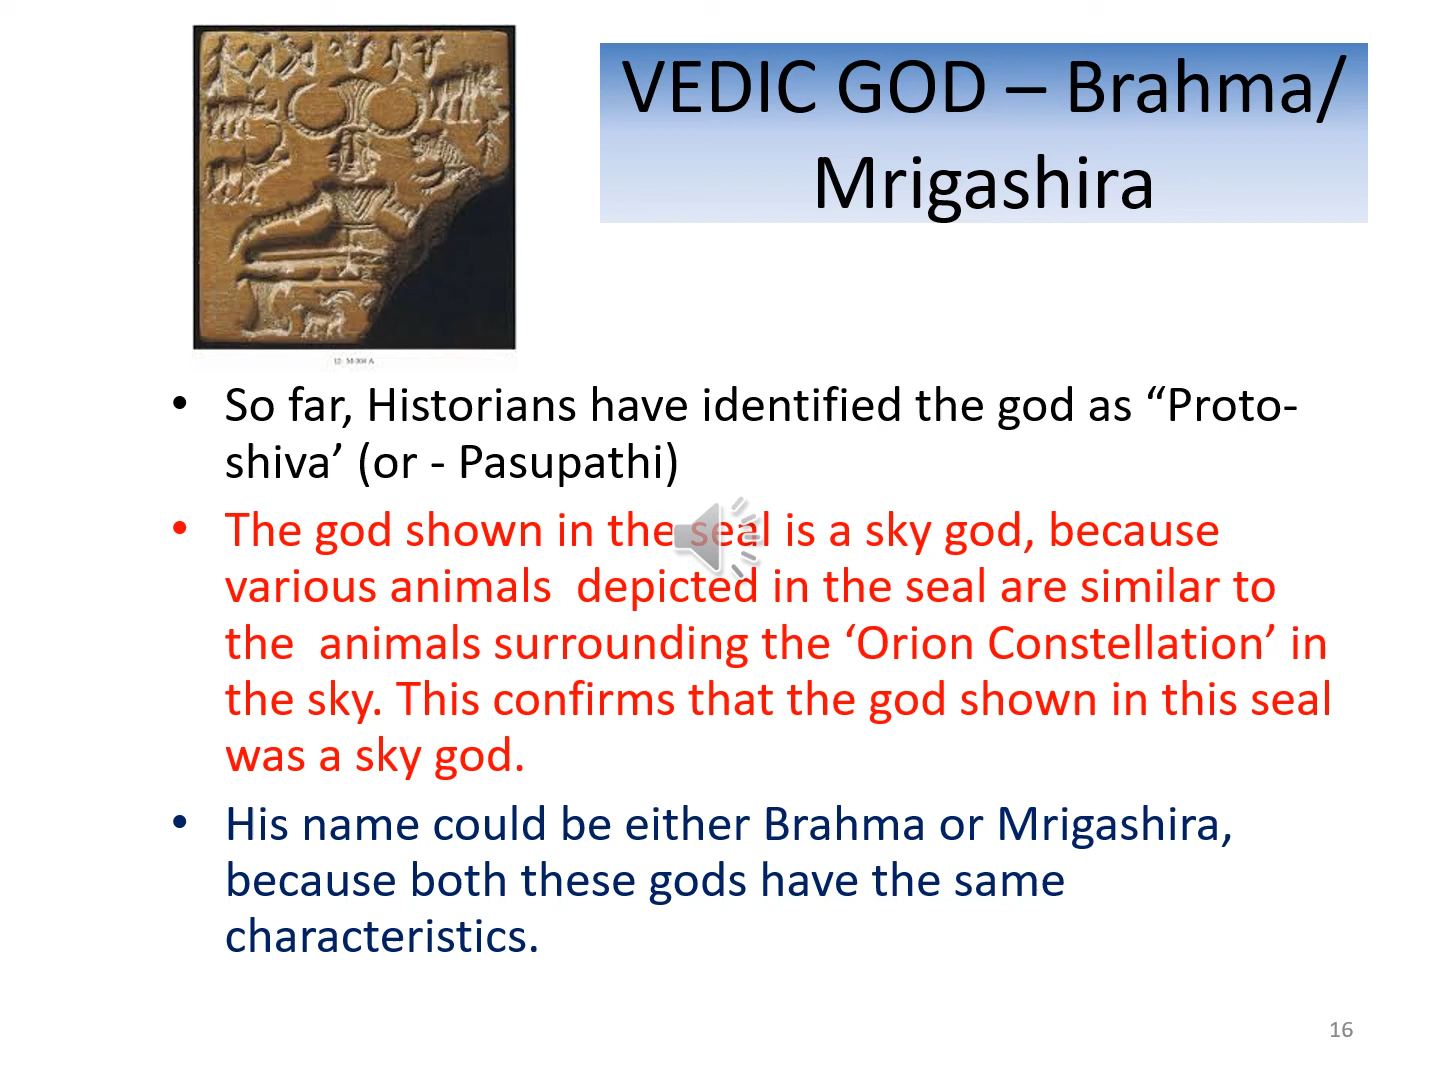 VEDIC GOD – Brahma/
Mrigashira
12 M-304 A
• So far, Historians have identified the god as “Proto-
shiva’ (or - Pasupathi)
• The god shown in the seal is a sky god, because
various animals  depicted in the seal are similar to
the  animals surrounding the ‘Orion Constellation’ in
the sky. This confirms that the god shown in this seal
was a sky god.
• His name could be either Brahma or Mrigashira,
because both these gods have the same
characteristics.
16